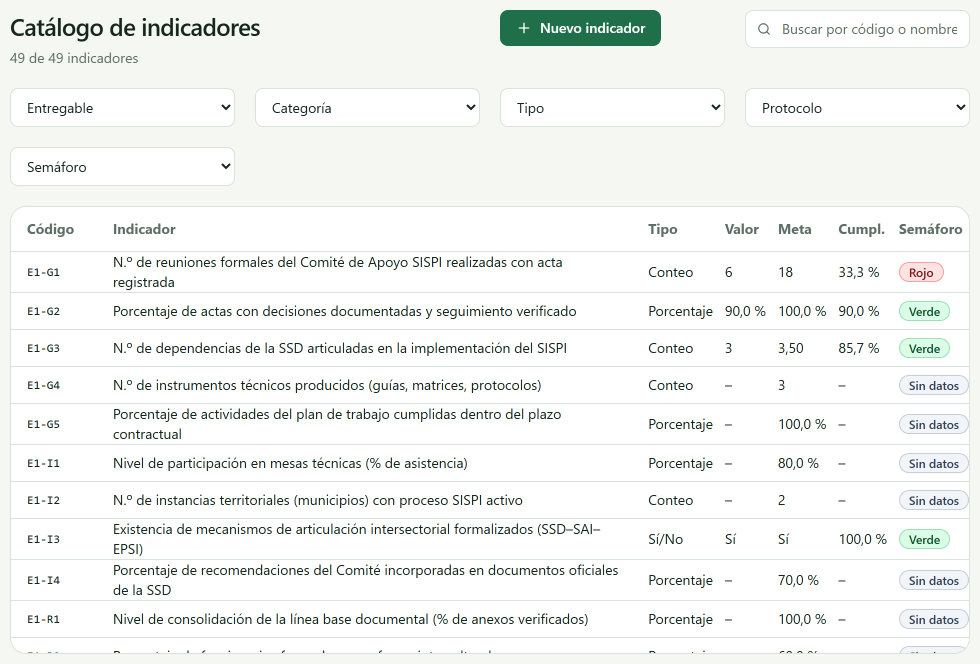 Catálogo de indicadores
49 de 49 indicadores
+ Nuevo indicador
Buscar por código o nombre
Entregable
Categoría
Tipo
Protocolo
Semáforo
Código Indicador Tipo Valor Meta Cumpl. Semáforo
E1-G1 N.º de reuniones formales del Comité de Apoyo SISPI realizadas con acta registrada Conteo 6 18 33,3 % Rojo
E1-G2 Porcentaje de actas con decisiones documentadas y seguimiento verificado Porcentaje 90,0 % 100,0 % 90,0 % Verde
E1-G3 N.º de dependencias de la SSD articuladas en la implementación del SISPI Conteo 3 3,50 85,7 % Verde
E1-G4 N.º de instrumentos técnicos producidos (guías, matrices, protocolos) Conteo – 3 – Sin datos
E1-G5 Porcentaje de actividades del plan de trabajo cumplidas dentro del plazo contractual Porcentaje – 100,0 % – Sin datos
E1-I1 Nivel de participación en mesas técnicas (% de asistencia) Porcentaje – 80,0 % – Sin datos
E1-I2 N.º de instancias territoriales (municipios) con proceso SISPI activo Conteo – 2 – Sin datos
E1-I3 Existencia de mecanismos de articulación intersectorial formalizados (SSD–SAI–EPSI) Sí/No Sí Sí 100,0 % Verde
E1-I4 Porcentaje de recomendaciones del Comité incorporadas en documentos oficiales de la SSD Porcentaje – 70,0 % – Sin datos
E1-R1 Nivel de consolidación de la línea base documental (% de anexos verificados) Porcentaje – 100,0 % – Sin datos